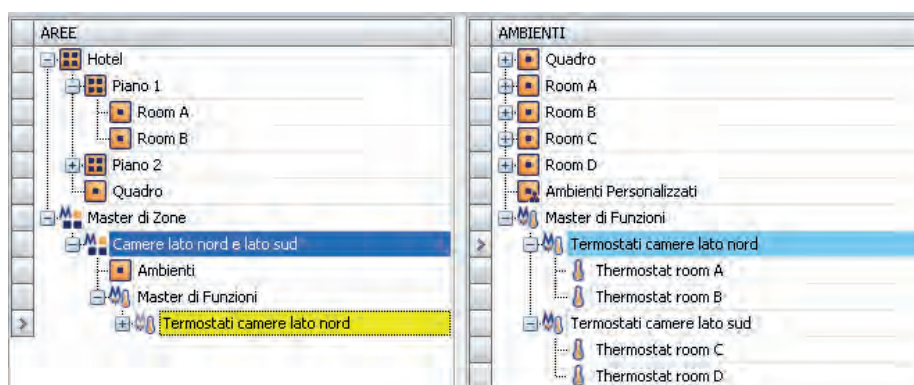 AREE
Hotel
Piano 1
Room A
Room B
Piano 2
Quadro
Master di Zone
Camere lato nord e lato sud
Ambienti
Master di Funzioni
Termostati camere lato nord
AMBIENTI
Quadro
Room A
Room B
Room C
Room D
Ambienti Personalizzati
Master di Funzioni
Termostati camere lato nord
Thermostat room A
Thermostat room B
Termostati camere lato sud
Thermostat room C
Thermostat room D